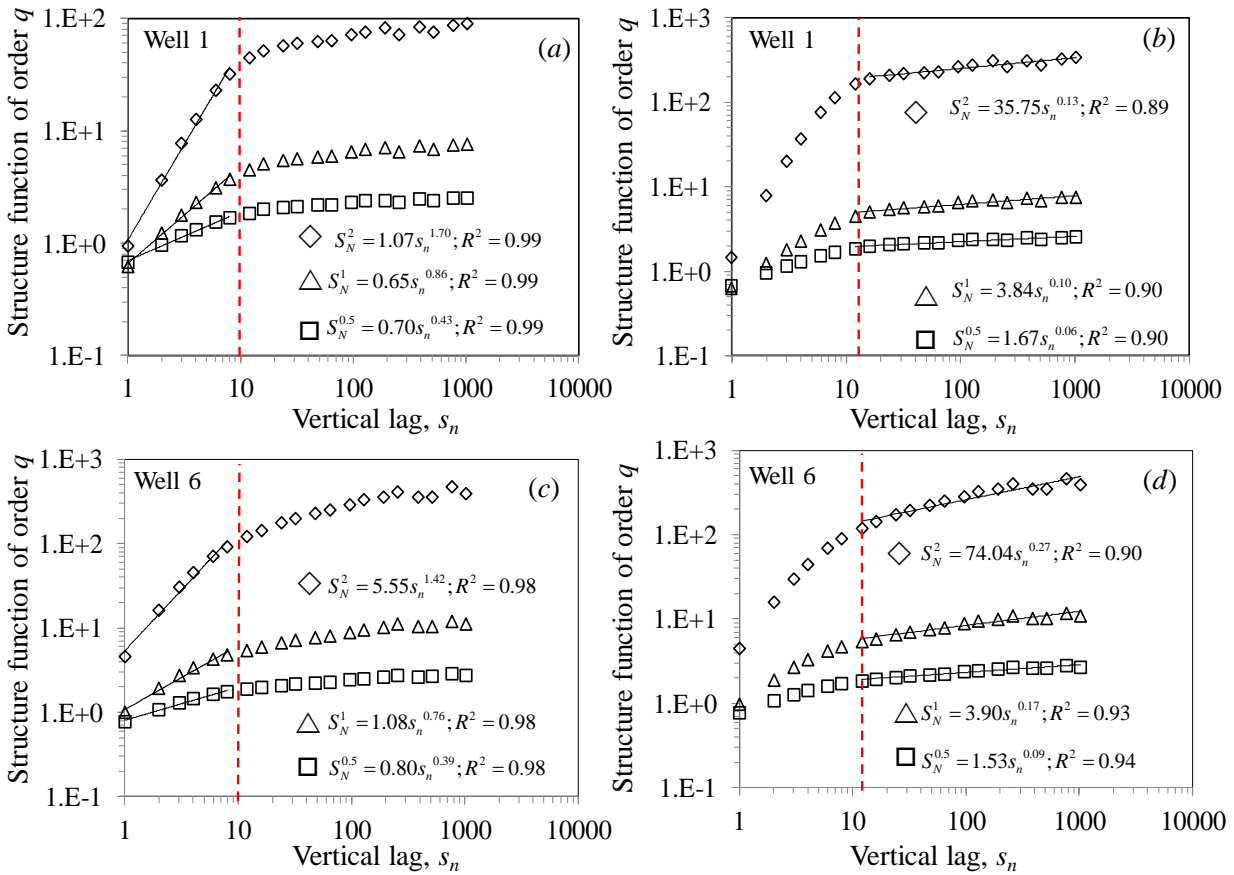 Structure function of order q
1.E+2
1.E+1
1.E+0
1.E-1
Well 1
(a)
S_N^2 = 1.07s_n^1.70; R^2 = 0.99
S_N^1 = 0.65s_n^0.86; R^2 = 0.99
S_N^0.5 = 0.70s_n^0.43; R^2 = 0.99
1 10 100 1000 10000
Vertical lag, s_n
Structure function of order q
1.E+3
1.E+2
1.E+1
1.E+0
1.E-1
Well 1
(b)
S_N^2 = 35.75s_n^0.13; R^2 = 0.89
S_N^1 = 3.84s_n^0.10; R^2 = 0.90
S_N^0.5 = 1.67s_n^0.06; R^2 = 0.90
1 10 100 1000 10000
Vertical lag, s_n
Structure function of order q
1.E+3
1.E+2
1.E+1
1.E+0
1.E-1
Well 6
(c)
S_N^2 = 5.55s_n^1.42; R^2 = 0.98
S_N^1 = 1.08s_n^0.76; R^2 = 0.98
S_N^0.5 = 0.80s_n^0.39; R^2 = 0.98
1 10 100 1000 10000
Vertical lag, s_n
Structure function of order q
1.E+3
1.E+2
1.E+1
1.E+0
1.E-1
Well 6
(d)
S_N^2 = 74.04s_n^0.27; R^2 = 0.90
S_N^1 = 3.90s_n^0.17; R^2 = 0.93
S_N^0.5 = 1.53s_n^0.09; R^2 = 0.94
1 10 100 1000 10000
Vertical lag, s_n